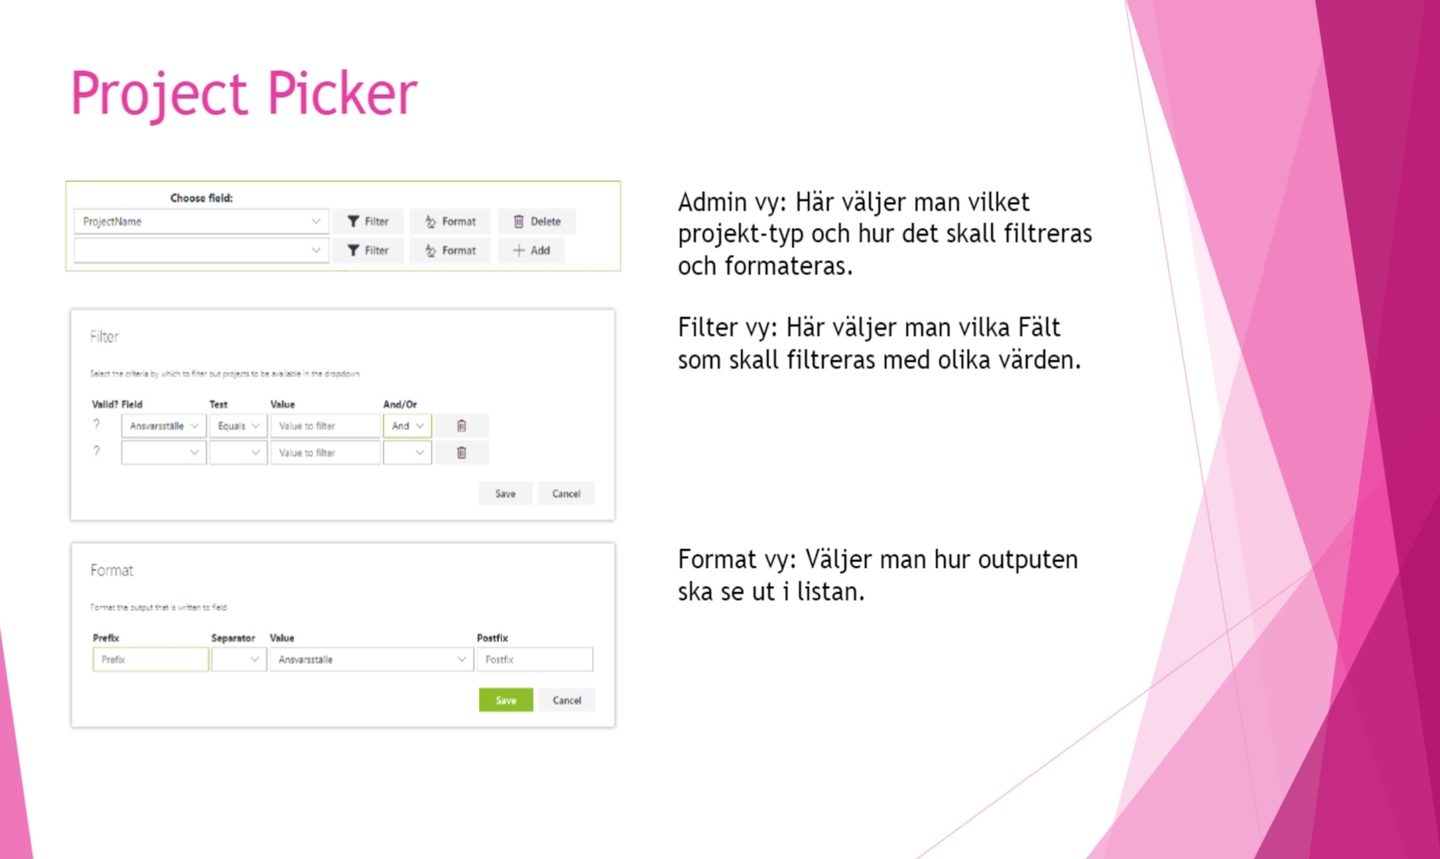 Project Picker
Choose field:
ProjectName Filter Format Delete
Filter Format Add
Admin vy: Här väljer man vilket
projekt-typ och hur det skall filtreras
och formateras.
Filter
Select the criteria by which to filter out projects to be available in the dropdown
Valid? Field Test Value And/Or
? Ansvarsställe Equals Value to filter And
? Value to filter
Save Cancel
Filter vy: Här väljer man vilka Fält
som skall filtreras med olika värden.
Format
Format the output that is written to field
Prefix Separator Value Postfix
Prefix Ansvarsställe Postfix
Save Cancel
Format vy: Väljer man hur outputen
ska se ut i listan.